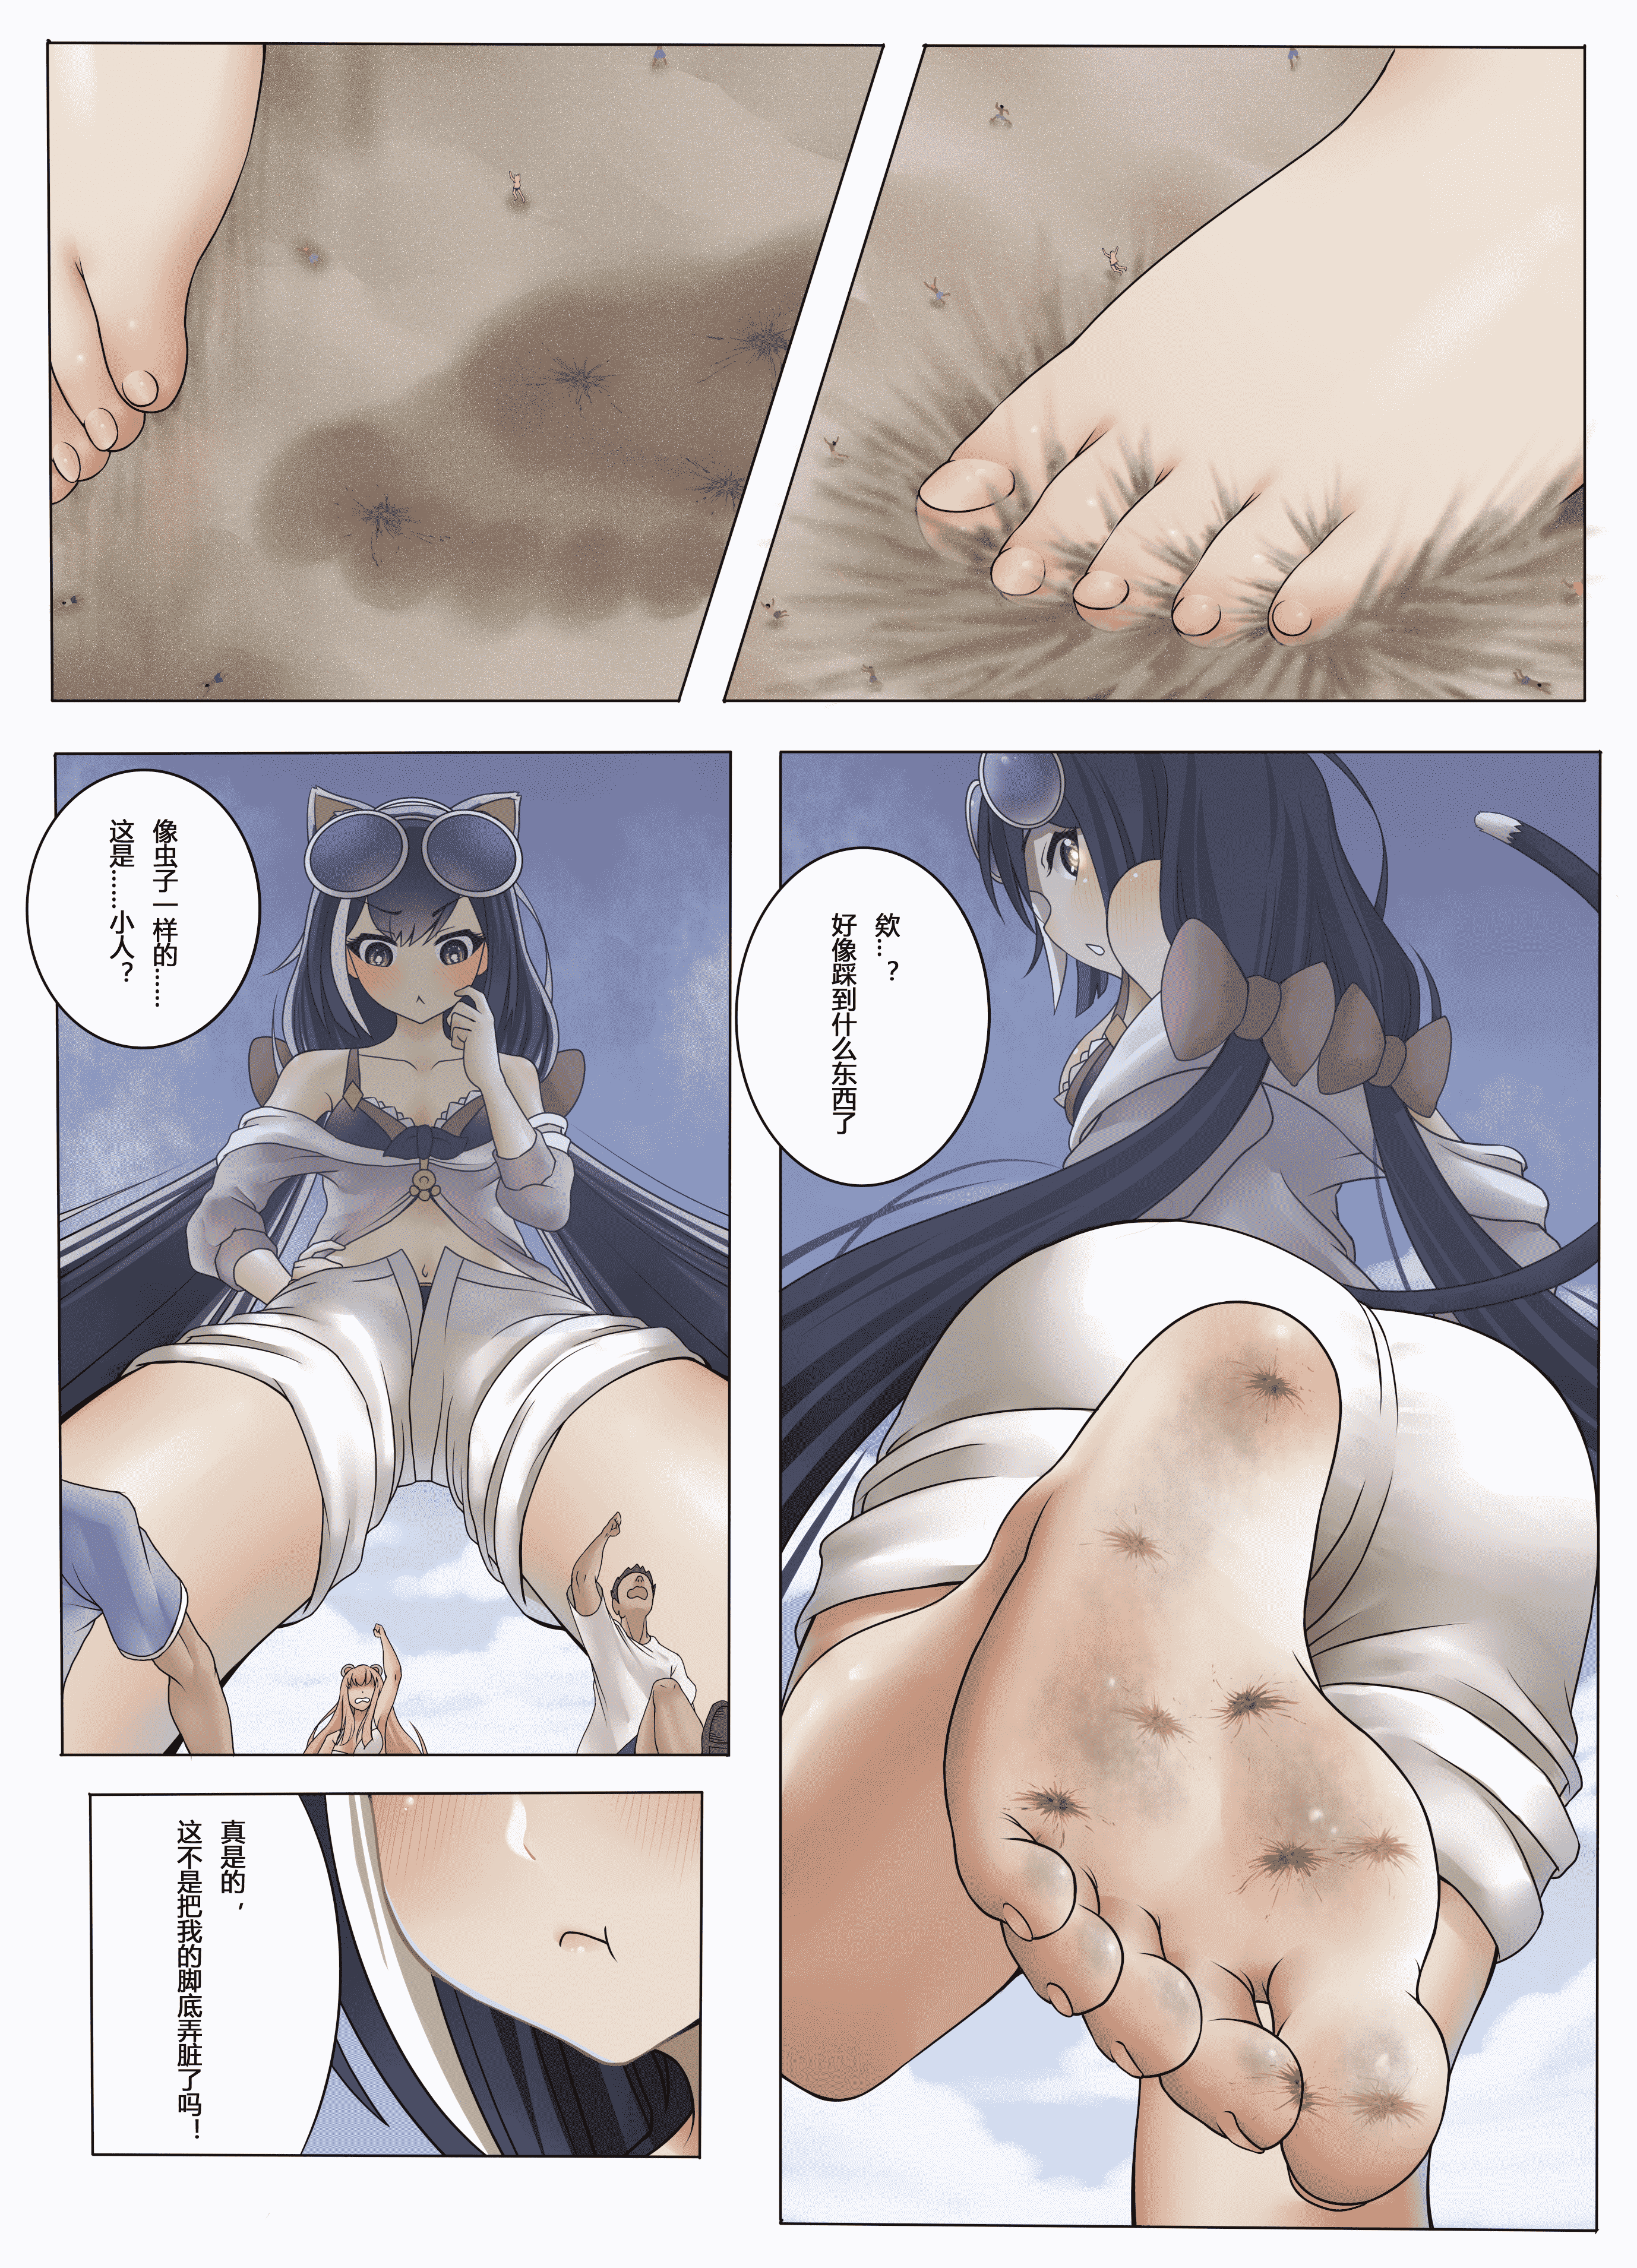 欸…?
好像踩到什么东西了
像虫子一样的……
这是……小人?
真是的,
这不是把我的脚底弄脏了吗!